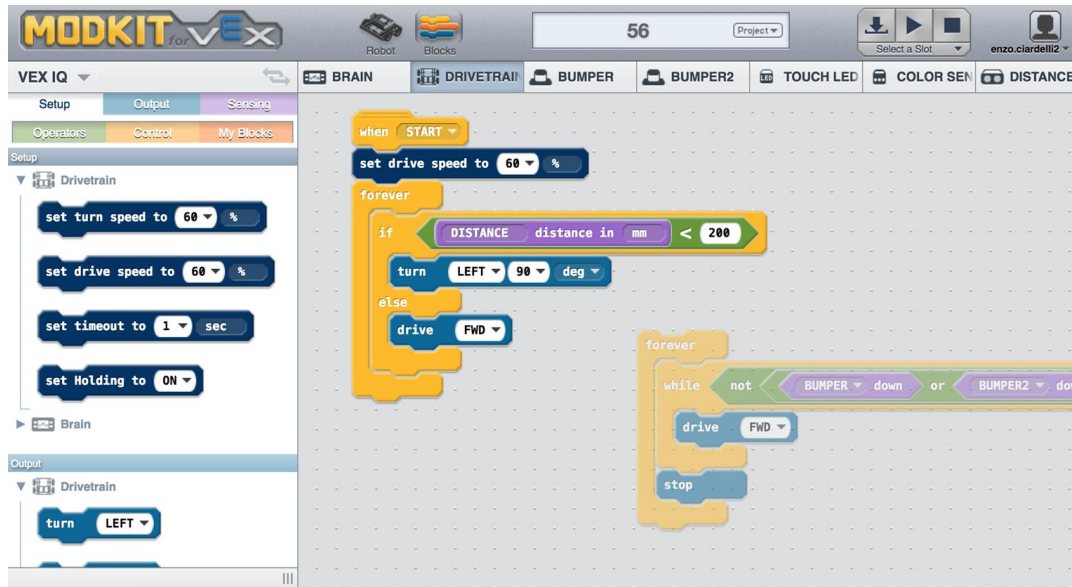 MODKIT for VEX
Robot
Blocks
56
Project
Select a Slot
enzo.ciardelli2
VEX IQ
BRAIN
DRIVETRAIN
BUMPER
BUMPER2
TOUCH LED
COLOR SEN
DISTANCE
Setup Output Sensing
Operators Control My Blocks
Setup
Drivetrain
set turn speed to 60 %
set drive speed to 60 %
set timeout to 1 sec
set Holding to ON
Brain
Output
Drivetrain
turn LEFT
when START
set drive speed to 60 %
forever
if DISTANCE distance in mm < 200
turn LEFT 90 deg
else
drive FWD
forever
while not BUMPER down or BUMPER2 dow
drive FWD
stop